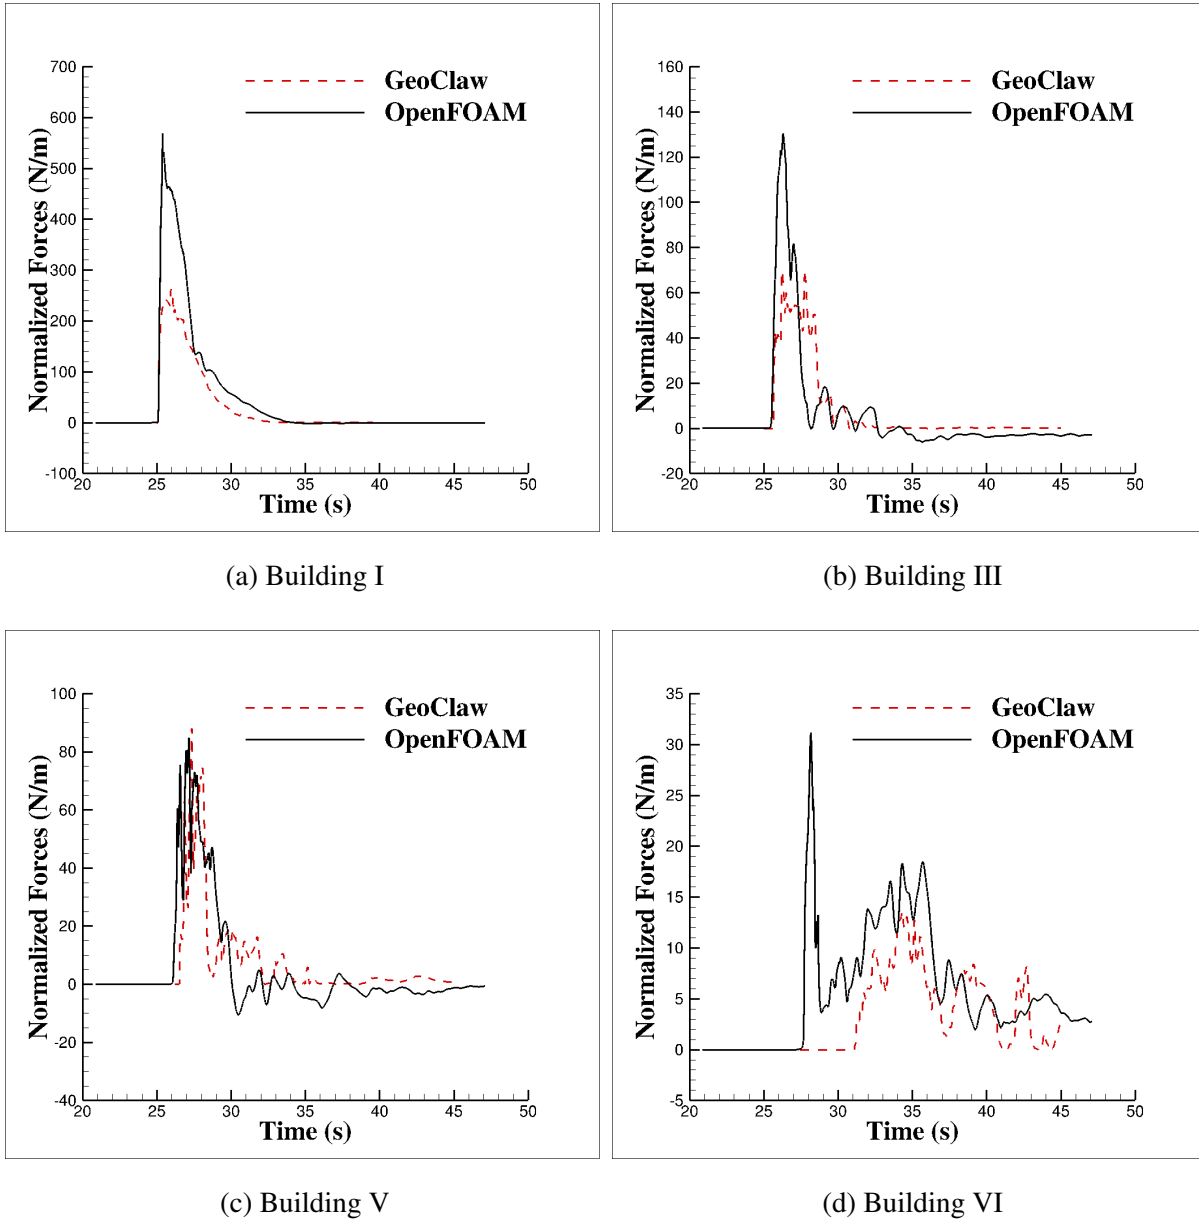 700
600
500
400
300
200
100
0
-100
Normalized Forces (N/m)
GeoClaw
OpenFOAM
20 25 30 35 40 45 50
Time (s)
(a) Building I
160
140
120
100
80
60
40
20
0
-20
Normalized Forces (N/m)
GeoClaw
OpenFOAM
20 25 30 35 40 45 50
Time (s)
(b) Building III
100
80
60
40
20
0
-20
-40
Normalized Forces (N/m)
GeoClaw
OpenFOAM
20 25 30 35 40 45 50
Time (s)
(c) Building V
35
30
25
20
15
10
5
0
-5
Normalized Forces (N/m)
GeoClaw
OpenFOAM
20 25 30 35 40 45 50
Time (s)
(d) Building VI